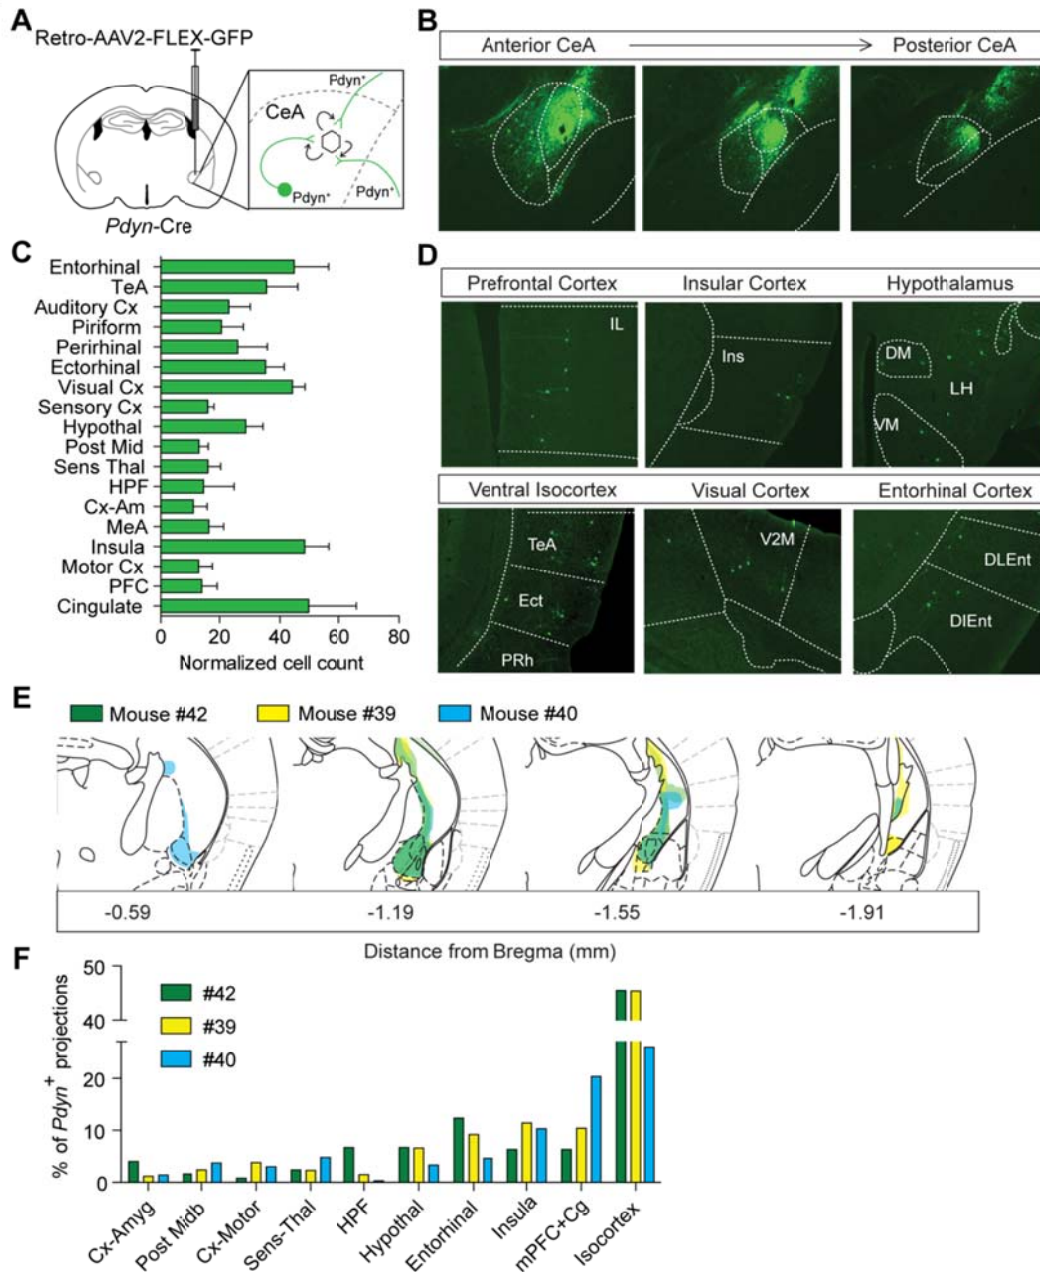 A
Retro-AAV2-FLEX-GFP
Pdyn+
CeA
Pdyn+
Pdyn+
Pdyn-Cre
B
Anterior CeA
Posterior CeA
C
Entorhinal
TeA
Auditory Cx
Piriform
Perirhinal
Ectorhinal
Visual Cx
Sensory Cx
Hypothal
Post Mid
Sens Thal
HPF
Cx-Am
MeA
Insula
Motor Cx
PFC
Cingulate
0 20 40 60 80
Normalized cell count
D
Prefrontal Cortex
Insular Cortex
Hypothalamus
IL
Ins
DM
LH
VM
Ventral Isocortex
Visual Cortex
Entorhinal Cortex
TeA
Ect
PRh
V2M
DLEnt
DIEnt
E
Mouse #42
Mouse #39
Mouse #40
-0.59
-1.19
-1.55
-1.91
Distance from Bregma (mm)
F
% of Pdyn+ projections
50
40
20
10
0
#42
#39
#40
Cx-Amyg
Post Midb
Cx-Motor
Sens-Thal
HPF
Hypothal
Entorhinal
Insula
mPFC+Cg
Isocortex